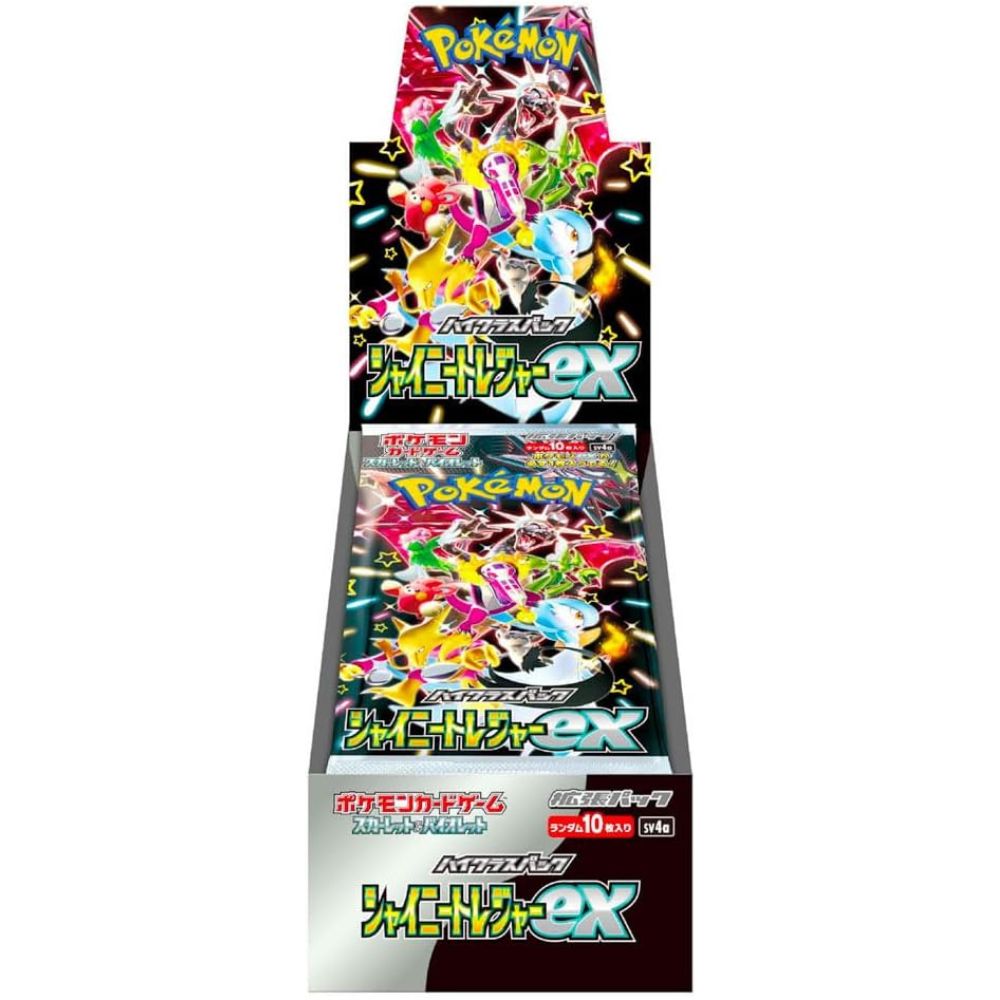 POKéMON
ハイクラスパック
シャイニートレジャーex
ポケモン
カードゲーム
スカーレット&バイオレット
拡張パック
ランダム10枚入り
sv4a
POKéMON
ハイクラスパック
シャイニートレジャーex
ポケモンカードゲーム
スカーレット&バイオレット
拡張パック
ランダム10枚入り
sv4a
ハイクラスパック
シャイニートレジャーex